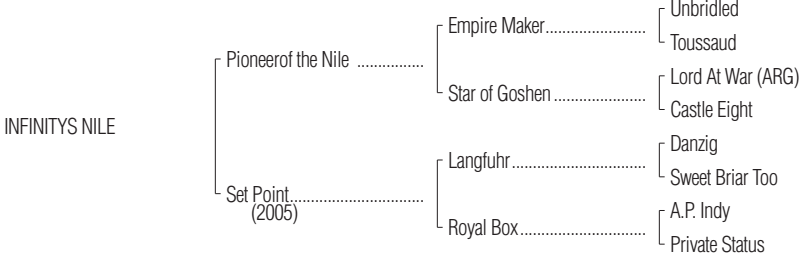 Unbridled
Empire Maker.......................
Toussaud
Pioneerof the Nile ................
Lord At War (ARG)
Star of Goshen......................
Castle Eight
INFINITYS NILE
Danzig
Langfuhr................................
Sweet Briar Too
Set Point................................
(2005)
A.P. Indy
Royal Box..............................
Private Status